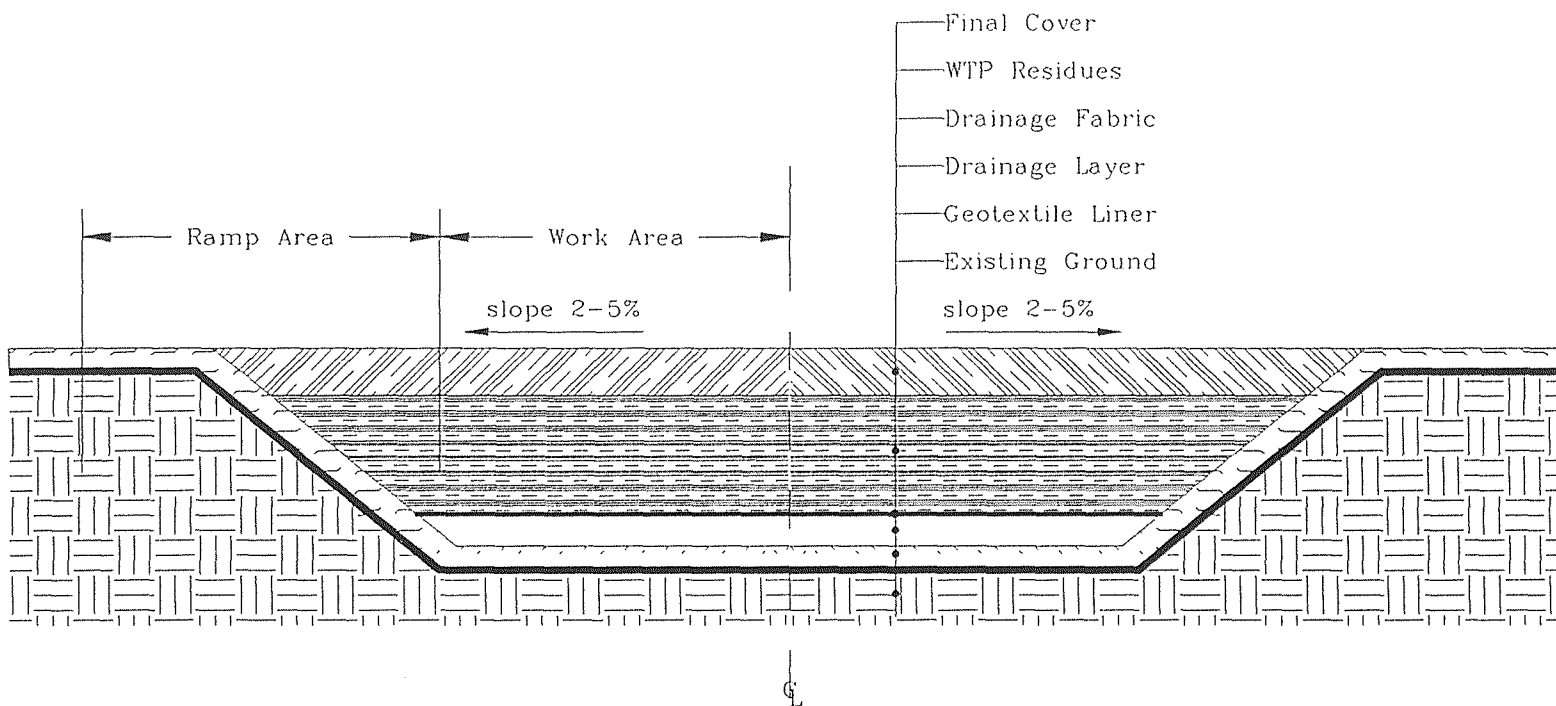 Final Cover
WTP Residues
Drainage Fabric
Drainage Layer
Geotextile Liner
Existing Ground
Ramp Area
Work Area
slope 2-5%
slope 2-5%
℄